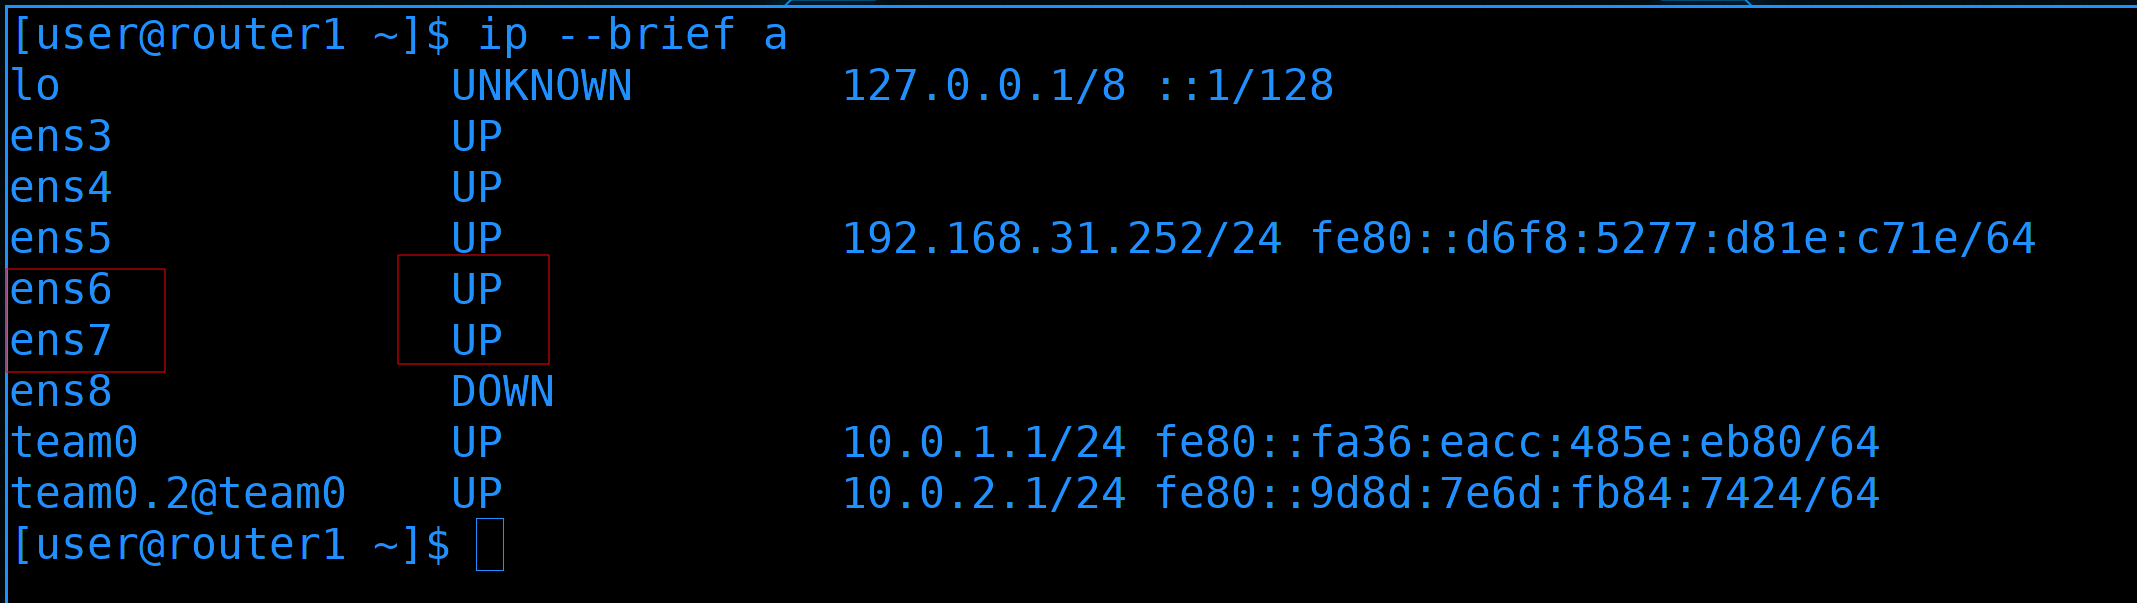 [user@router1 ~]$ ip --brief a
lo UNKNOWN 127.0.0.1/8 ::1/128
ens3 UP
ens4 UP
ens5 UP 192.168.31.252/24 fe80::d6f8:5277:d81e:c71e/64
ens6 UP
ens7 UP
ens8 DOWN
team0 UP 10.0.1.1/24 fe80::fa36:eacc:485e:eb80/64
team0.2@team0 UP 10.0.2.1/24 fe80::9d8d:7e6d:fb84:7424/64
[user@router1 ~]$